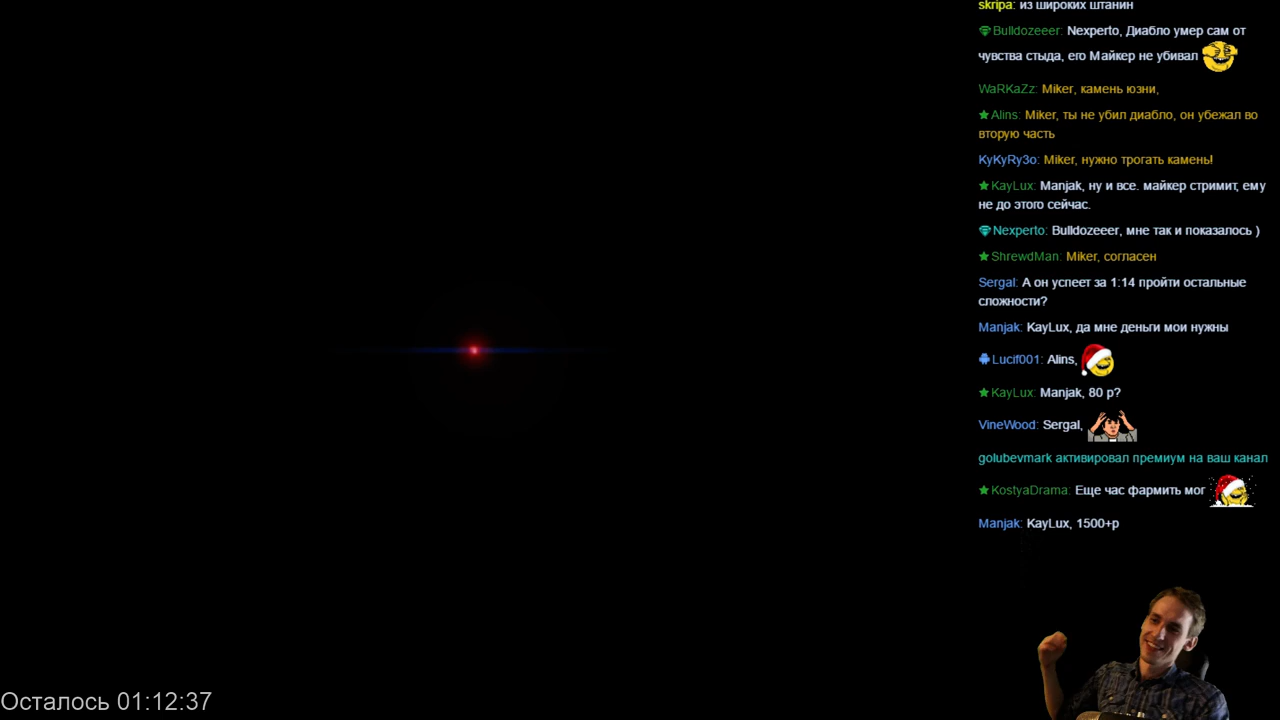 skripa: из широких штанин
Bulldozeeer: Nexperto, Диабло умер сам от
чувства стыда, его Майкер не убивал
WaRKaZz: Miker, камень юзни,
Alins: Miker, ты не убил диабло, он убежал во
вторую часть
KyKyRy3o: Miker, нужно трогать камень!
KayLux: Manjak, ну и все. майкер стримит, ему
не до этого сейчас.
Nexperto: Bulldozeeer, мне так и показалось )
ShrewdMan: Miker, согласен
Sergal: А он успеет за 1:14 пройти остальные
сложности?
Manjak: KayLux, да мне деньги мои нужны
Lucif001: Alins,
KayLux: Manjak, 80 р?
VineWood: Sergal,
golubevmark активировал премиум на ваш канал
KostyaDrama: Еще час фармить мог
Manjak: KayLux, 1500+р
Осталось 01:12:37